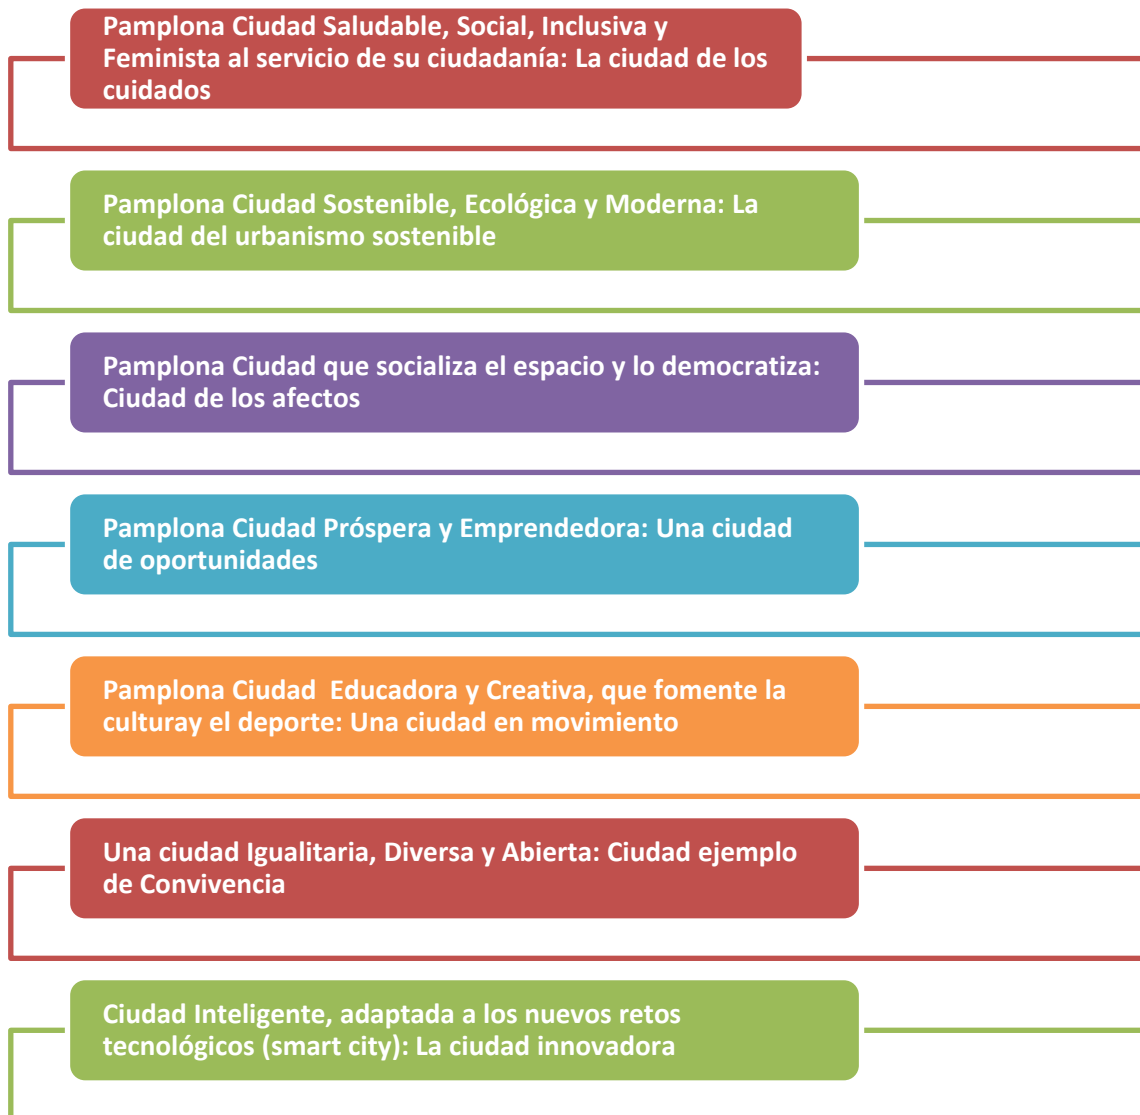 Pamplona Ciudad Saludable, Social, Inclusiva y
Feminista al servicio de su ciudadanía: La ciudad de los
cuidados
Pamplona Ciudad Sostenible, Ecológica y Moderna: La
ciudad del urbanismo sostenible
Pamplona Ciudad que socializa el espacio y lo democratiza:
Ciudad de los afectos
Pamplona Ciudad Próspera y Emprendedora: Una ciudad
de oportunidades
Pamplona Ciudad  Educadora y Creativa, que fomente la
culturay el deporte: Una ciudad en movimiento
Una ciudad Igualitaria, Diversa y Abierta: Ciudad ejemplo
de Convivencia
Ciudad Inteligente, adaptada a los nuevos retos
tecnológicos (smart city): La ciudad innovadora